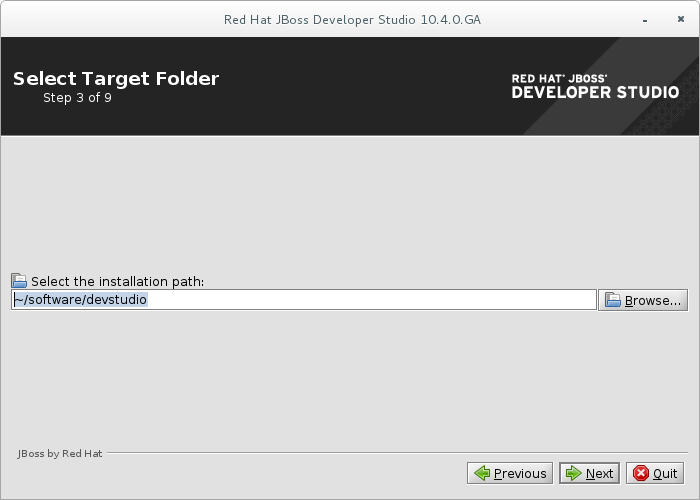 Red Hat JBoss Developer Studio 10.4.0.GA
Select Target Folder
Step 3 of 9
RED HAT® JBOSS®
DEVELOPER STUDIO
Select the installation path:
~/software/devstudio
Browse...
JBoss by Red Hat
Previous
Next
Quit